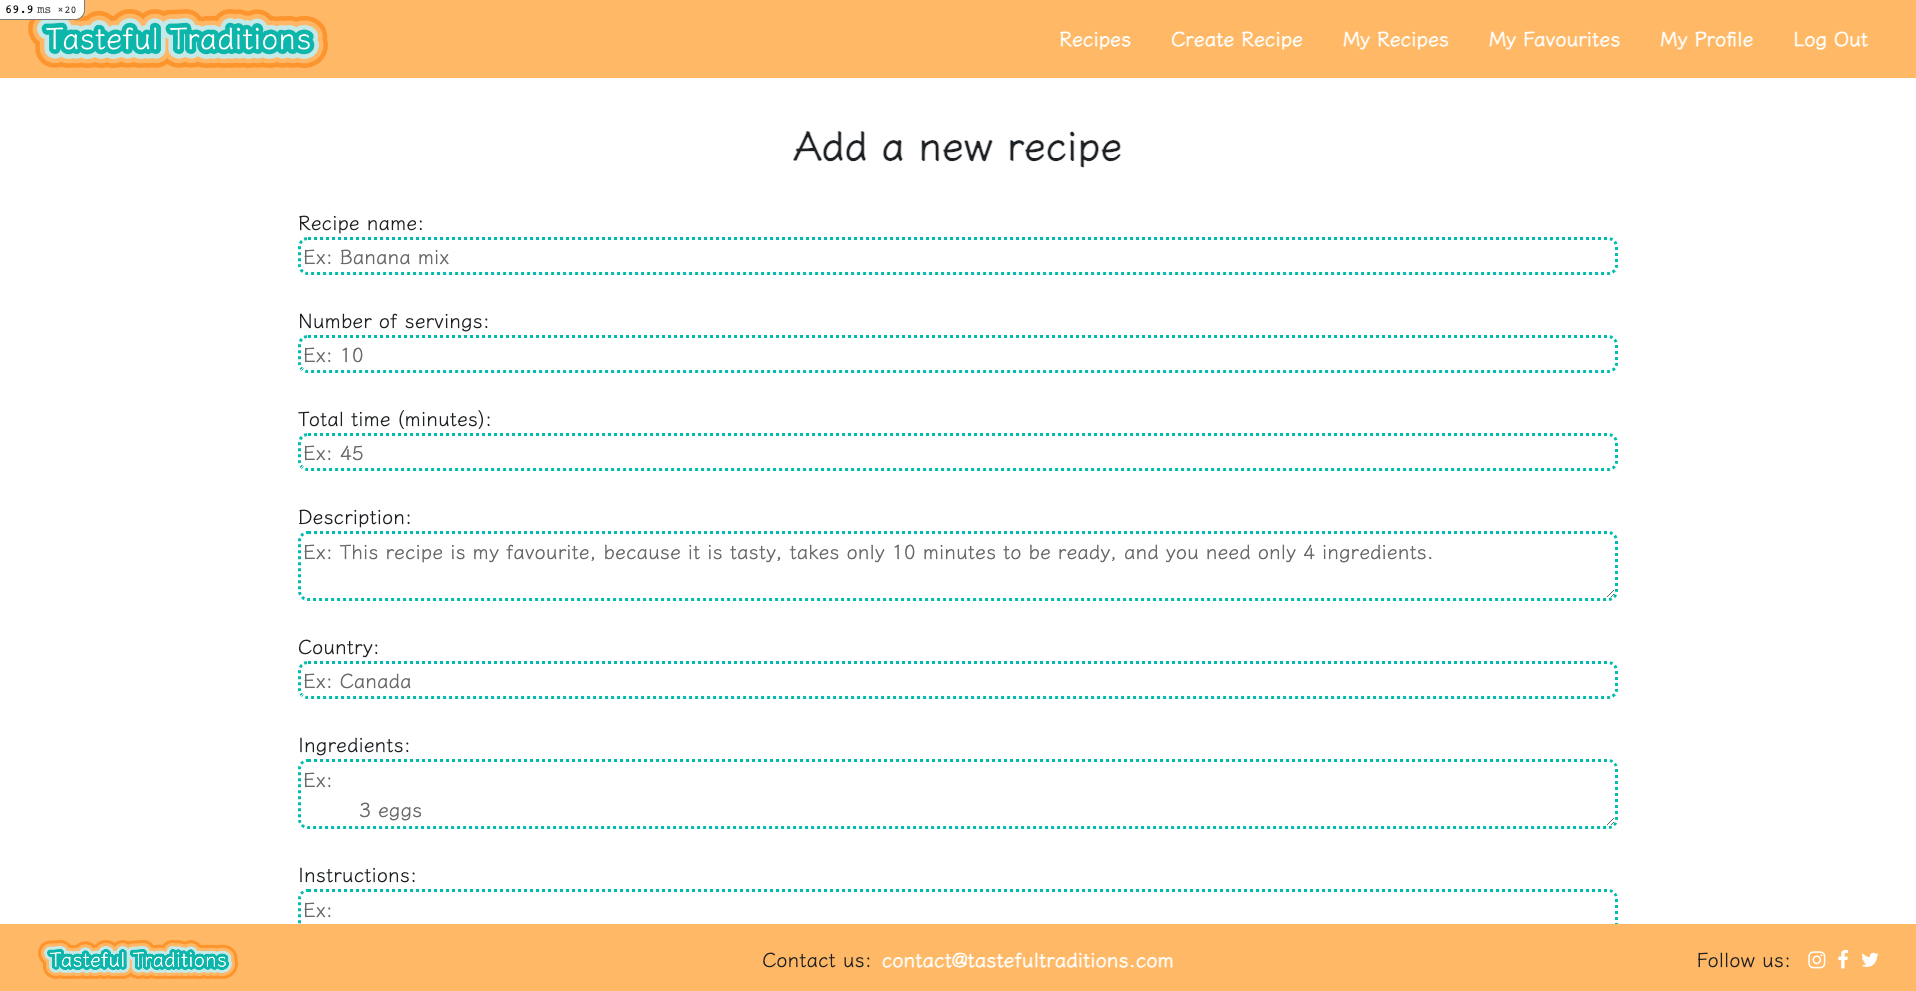 69.9 ms ×20
Tasteful Traditions
Recipes Create Recipe My Recipes My Favourites My Profile Log Out
Add a new recipe
Recipe name:
Ex: Banana mix
Number of servings:
Ex: 10
Total time (minutes):
Ex: 45
Description:
Ex: This recipe is my favourite, because it is tasty, takes only 10 minutes to be ready, and you need only 4 ingredients.
Country:
Ex: Canada
Ingredients:
Ex:
3 eggs
Instructions:
Ex:
Tasteful Traditions
Contact us: contact@tastefultraditions.com
Follow us: